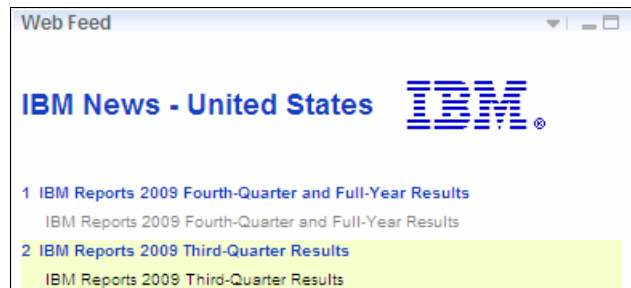 Web Feed
IBM News - United States IBM®
1 IBM Reports 2009 Fourth-Quarter and Full-Year Results
IBM Reports 2009 Fourth-Quarter and Full-Year Results
2 IBM Reports 2009 Third-Quarter Results
IBM Reports 2009 Third-Quarter Results